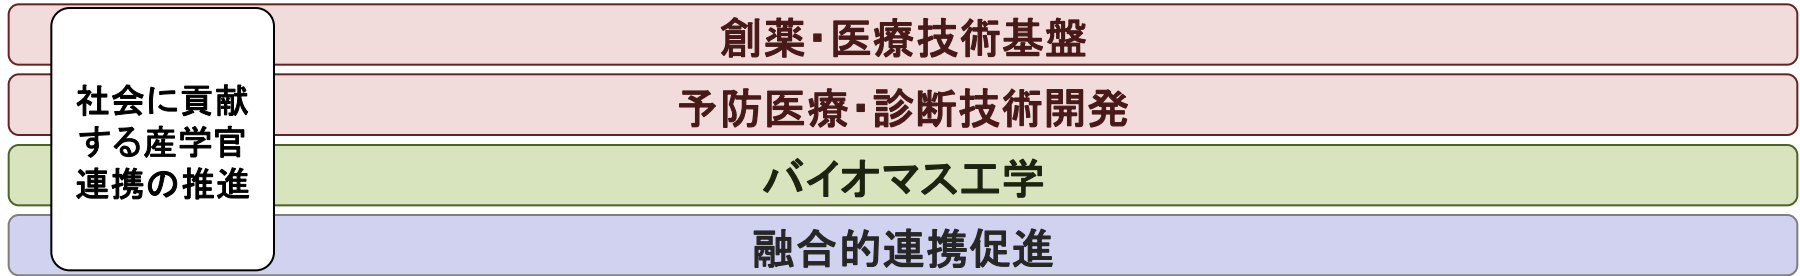 社会に貢献
する産学官
連携の推進
創薬・医療技術基盤
予防医療・診断技術開発
バイオマス工学
融合的連携促進